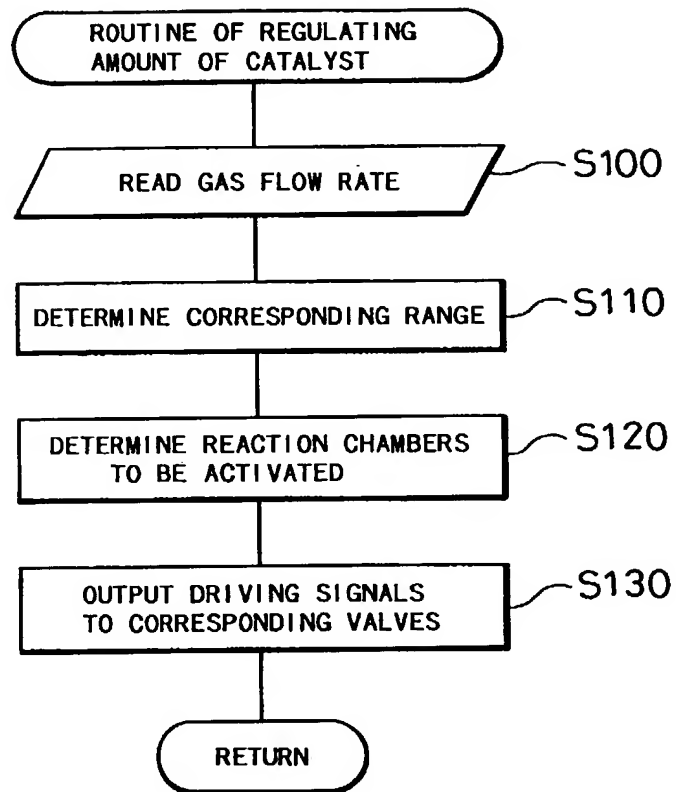 ROUTINE OF REGULATING
AMOUNT OF CATALYST
READ GAS FLOW RATE
S100
DETERMINE CORRESPONDING RANGE
S110
DETERMINE REACTION CHAMBERS
TO BE ACTIVATED
S120
OUTPUT DRIVING SIGNALS
TO CORRESPONDING VALVES
S130
RETURN